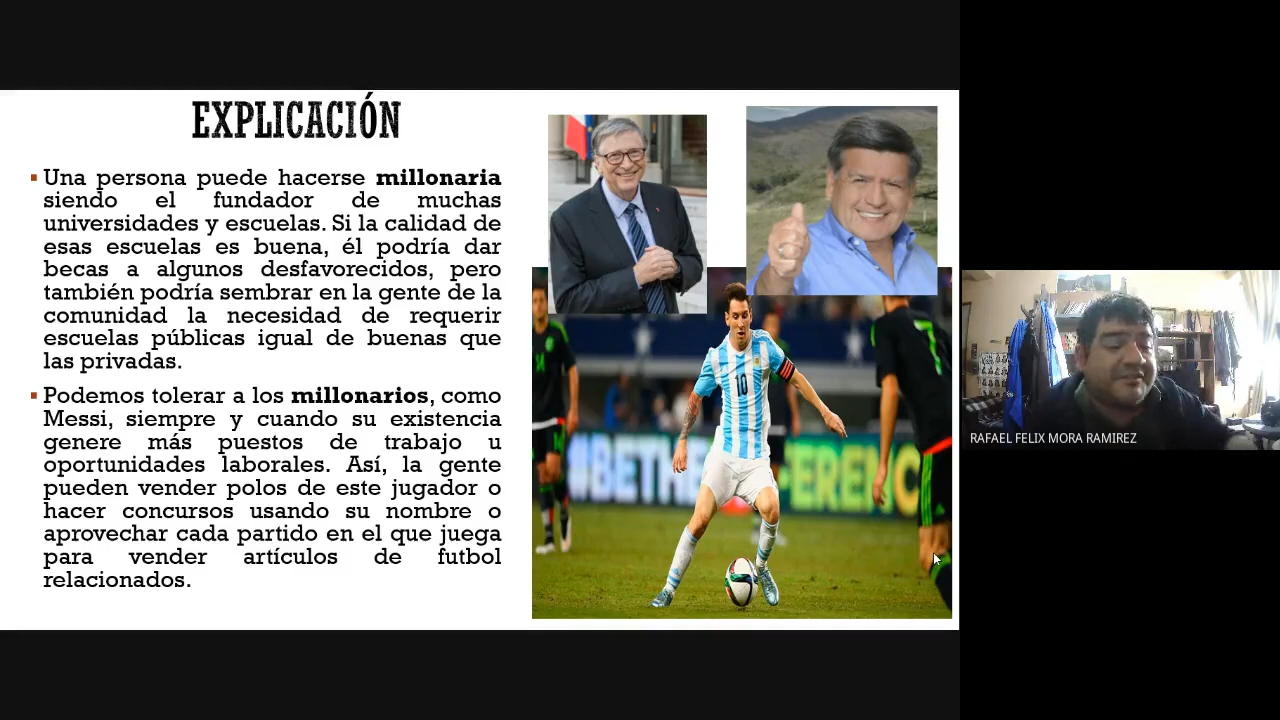 EXPLICACIÓN
Una persona puede hacerse millonaria
siendo el fundador de muchas
universidades y escuelas. Si la calidad de
esas escuelas es buena, él podría dar
becas a algunos desfavorecidos, pero
también podría sembrar en la gente de la
comunidad la necesidad de requerir
escuelas públicas igual de buenas que
las privadas.
Podemos tolerar a los millonarios, como
Messi, siempre y cuando su existencia
genere más puestos de trabajo u
oportunidades laborales. Así, la gente
pueden vender polos de este jugador o
hacer concursos usando su nombre o
aprovechar cada partido en el que juega
para vender artículos de futbol
relacionados.
10
7
#BETHE
FERENC
RAFAEL FELIX MORA RAMIREZ